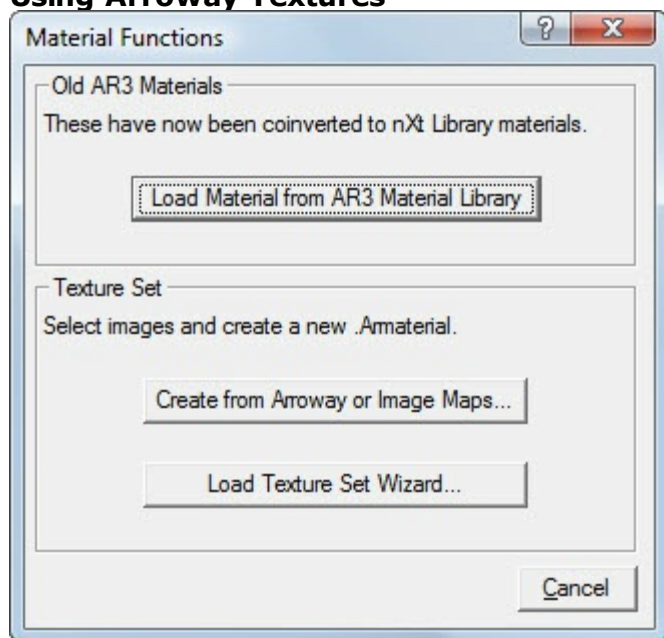 Using Arroway Textures
Material Functions
Old AR3 Materials
These have now been coinverted to nXt Library materials.
Load Material from AR3 Material Library
Texture Set
Select images and create a new .Armaterial.
Create from Arroway or Image Maps...
Load Texture Set Wizard...
Cancel